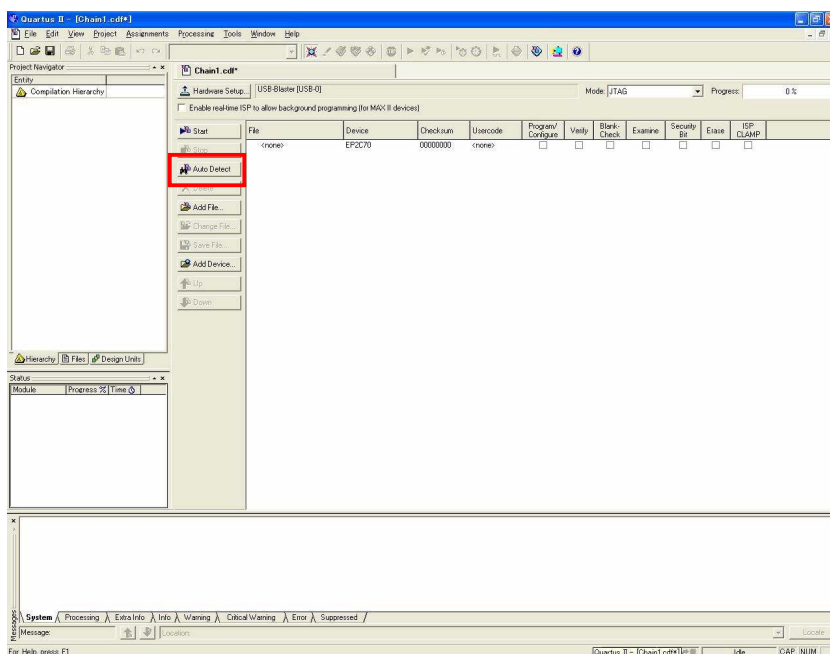 Quartus II - [Chain1.cdf*]
File Edit View Project Assignments Processing Tools Window Help
Project Navigator
Entity
Compilation Hierarchy
Hierarchy Files Design Units
Status
Module Progress % Time
Chain1.cdf*
Hardware Setup... USB-Blaster [USB-0] Mode: JTAG Progress: 0 %
Enable real-time ISP to allow background programming (for MAX II devices)
File Device Checksum Usercode Program/Configure Verify Blank-Check Examine Security Bit Erase ISP CLAMP
<none> EP2C70 00000000 <none>
Start
Stop
Auto Detect
Delete
Add File...
Change File...
Save File...
Add Device...
Up
Down
Messages
System Processing Extra Info Info Warning Critical Warning Error Suppressed
Message: Location: Locate
For Help, press F1 Quartus II - [Chain1.cdf*] Idle CAP NUM